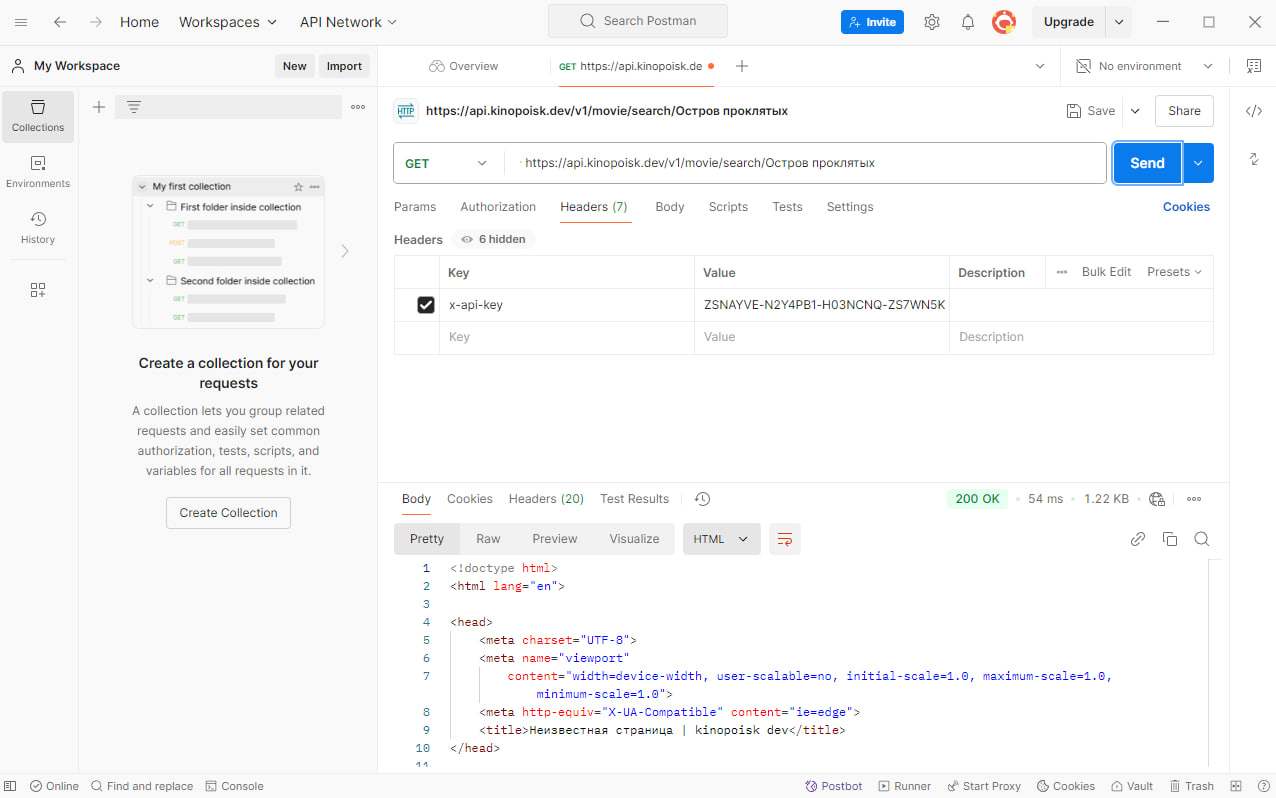 Home Workspaces API Network Search Postman Invite Upgrade
My Workspace New Import Overview GET https://api.kinopoisk.de No environment
Collections
Environments
History
My first collection
First folder inside collection
GET
POST
GET
Second folder inside collection
GET
GET
Create a collection for your
requests
A collection lets you group related
requests and easily set common
authorization, tests, scripts, and
variables for all requests in it.
Create Collection
HTTP https://api.kinopoisk.dev/v1/movie/search/Остров проклятых Save Share
GET https://api.kinopoisk.dev/v1/movie/search/Остров проклятых Send
Params Authorization Headers (7) Body Scripts Tests Settings Cookies
Headers 6 hidden
Key Value Description Bulk Edit Presets
x-api-key ZSNAYVE-N2Y4PB1-H03NCNQ-ZS7WN5K
Key Value Description
Body Cookies Headers (20) Test Results 200 OK 54 ms 1.22 KB
Pretty Raw Preview Visualize HTML
1 <!doctype html>
2 <html lang="en">
3
4 <head>
5 <meta charset="UTF-8">
6 <meta name="viewport"
7 content="width=device-width, user-scalable=no, initial-scale=1.0, maximum-scale=1.0,
minimum-scale=1.0">
8 <meta http-equiv="X-UA-Compatible" content="ie=edge">
9 <title>Неизвестная страница | kinopoisk dev</title>
10 </head>
11
Online Find and replace Console Postbot Runner Start Proxy Cookies Vault Trash